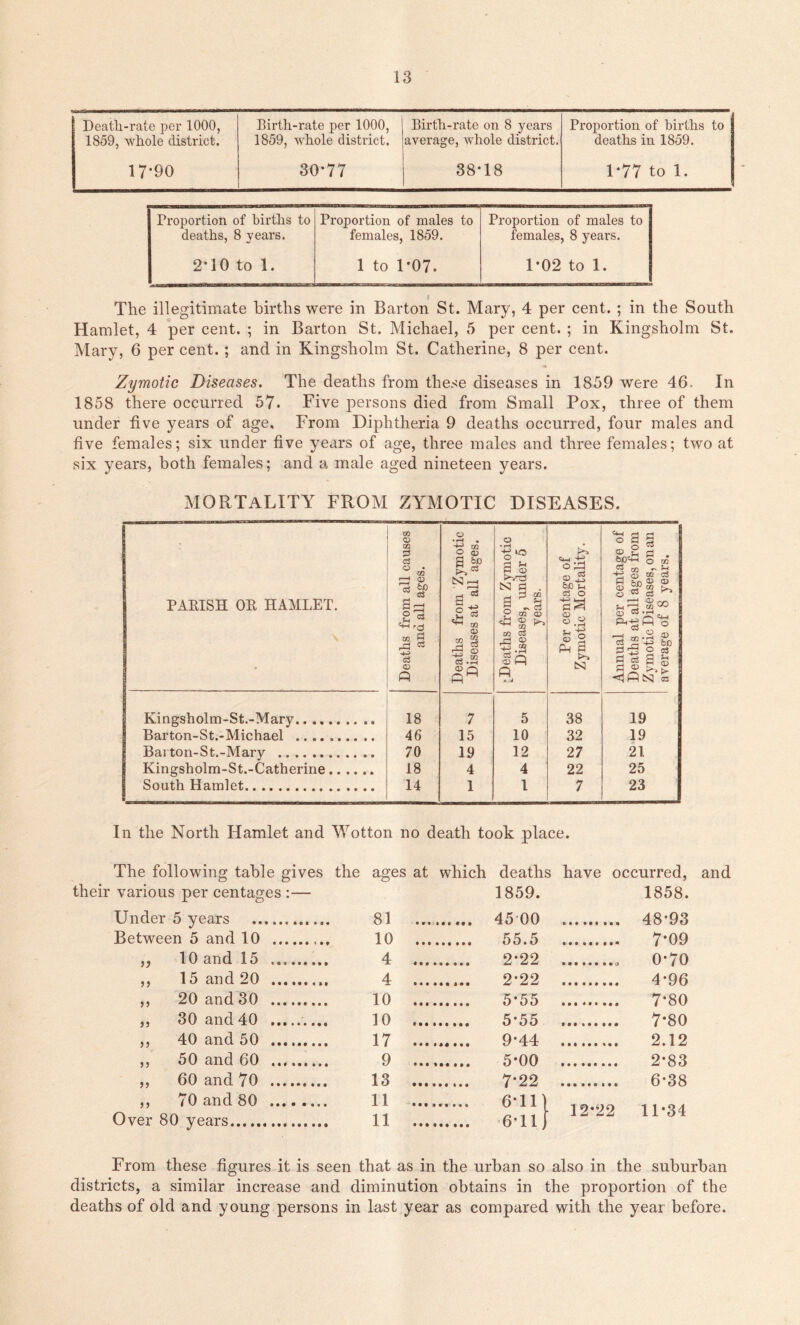 13
Death-rate per 1000, 1859, whole district. | Birth-rate per 1000, 1859, whole district. | Birth-rate on 8 years average, whole district. | Proportion of births to deaths in 1859.
17·90 | 30·77 | 38·18 | 1·77 to 1.
Proportion of births to deaths, 8 years. | Proportion of males to females, 1859. | Proportion of males to females, 8 years.
2·10 to 1. | 1 to 1·07. | 1·02 to 1.
The illegitimate births were in Barton St. Mary, 4 per cent. ; in the South
Hamlet, 4 per cent. ; in Barton St. Michael, 5 per cent. ; in Kingsholm St.
Mary, 6 per cent. ; and in Kingsholm St. Catherine, 8 per cent.
Zymotic Diseases. The deaths from these diseases in 1859 were 46. In
1858 there occurred 57. Five persons died from Small Pox, three of them
under five years of age. From Diphtheria 9 deaths occurred, four males and
five females; six under five years of age, three males and three females; two at
six years, both females; and a male aged nineteen years.
MORTALITY FROM ZYMOTIC DISEASES.
PARISH OR HAMLET. | Deaths from all causes and all ages. | Deaths from Zymotic Diseases at all ages. | Deaths from Zymotic Diseases, under 5 years. | Per centage of Zymotic Mortality. | Annual per centage of Deaths at all ages from Zymotic Diseases, on an average of 8 years.
Kingsholm-St.-Mary.......... | 18 | 7 | 5 | 38 | 19
Barton-St.-Michael .......... | 46 | 15 | 10 | 32 | 19
Barton-St.-Mary ............ | 70 | 19 | 12 | 27 | 21
Kingsholm-St.-Catherine...... | 18 | 4 | 4 | 22 | 25
South Hamlet................ | 14 | 1 | 1 | 7 | 23
In the North Hamlet and Wotton no death took place.
The following table gives the ages at which deaths have occurred, and
their various per centages :— 1859. 1858.
Under 5 years ............ 81 ......... 45·00 ......... 48·93
Between 5 and 10 ......... 10 ......... 55.5 ......... 7·09
,, 10 and 15 ......... 4 ......... 2·22 ......... 0·70
,, 15 and 20 ......... 4 ......... 2·22 ......... 4·96
,, 20 and 30 ......... 10 ......... 5·55 ......... 7·80
,, 30 and 40 ......... 10 ......... 5·55 ......... 7·80
,, 40 and 50 ......... 17 ......... 9·44 ......... 2.12
,, 50 and 60 ......... 9 ......... 5·00 ......... 2·83
,, 60 and 70 ......... 13 ......... 7·22 ......... 6·38
,, 70 and 80 ......... 11 ......... 6·11 } 12·22 11·34
Over 80 years............... 11 ......... 6·11 }
From these figures it is seen that as in the urban so also in the suburban
districts, a similar increase and diminution obtains in the proportion of the
deaths of old and young persons in last year as compared with the year before.